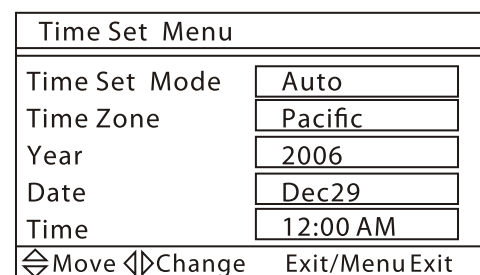 Time Set Menu
Time Set Mode Auto
Time Zone Pacific
Year 2006
Date Dec29
Time 12:00 AM
Move Change Exit/Menu Exit